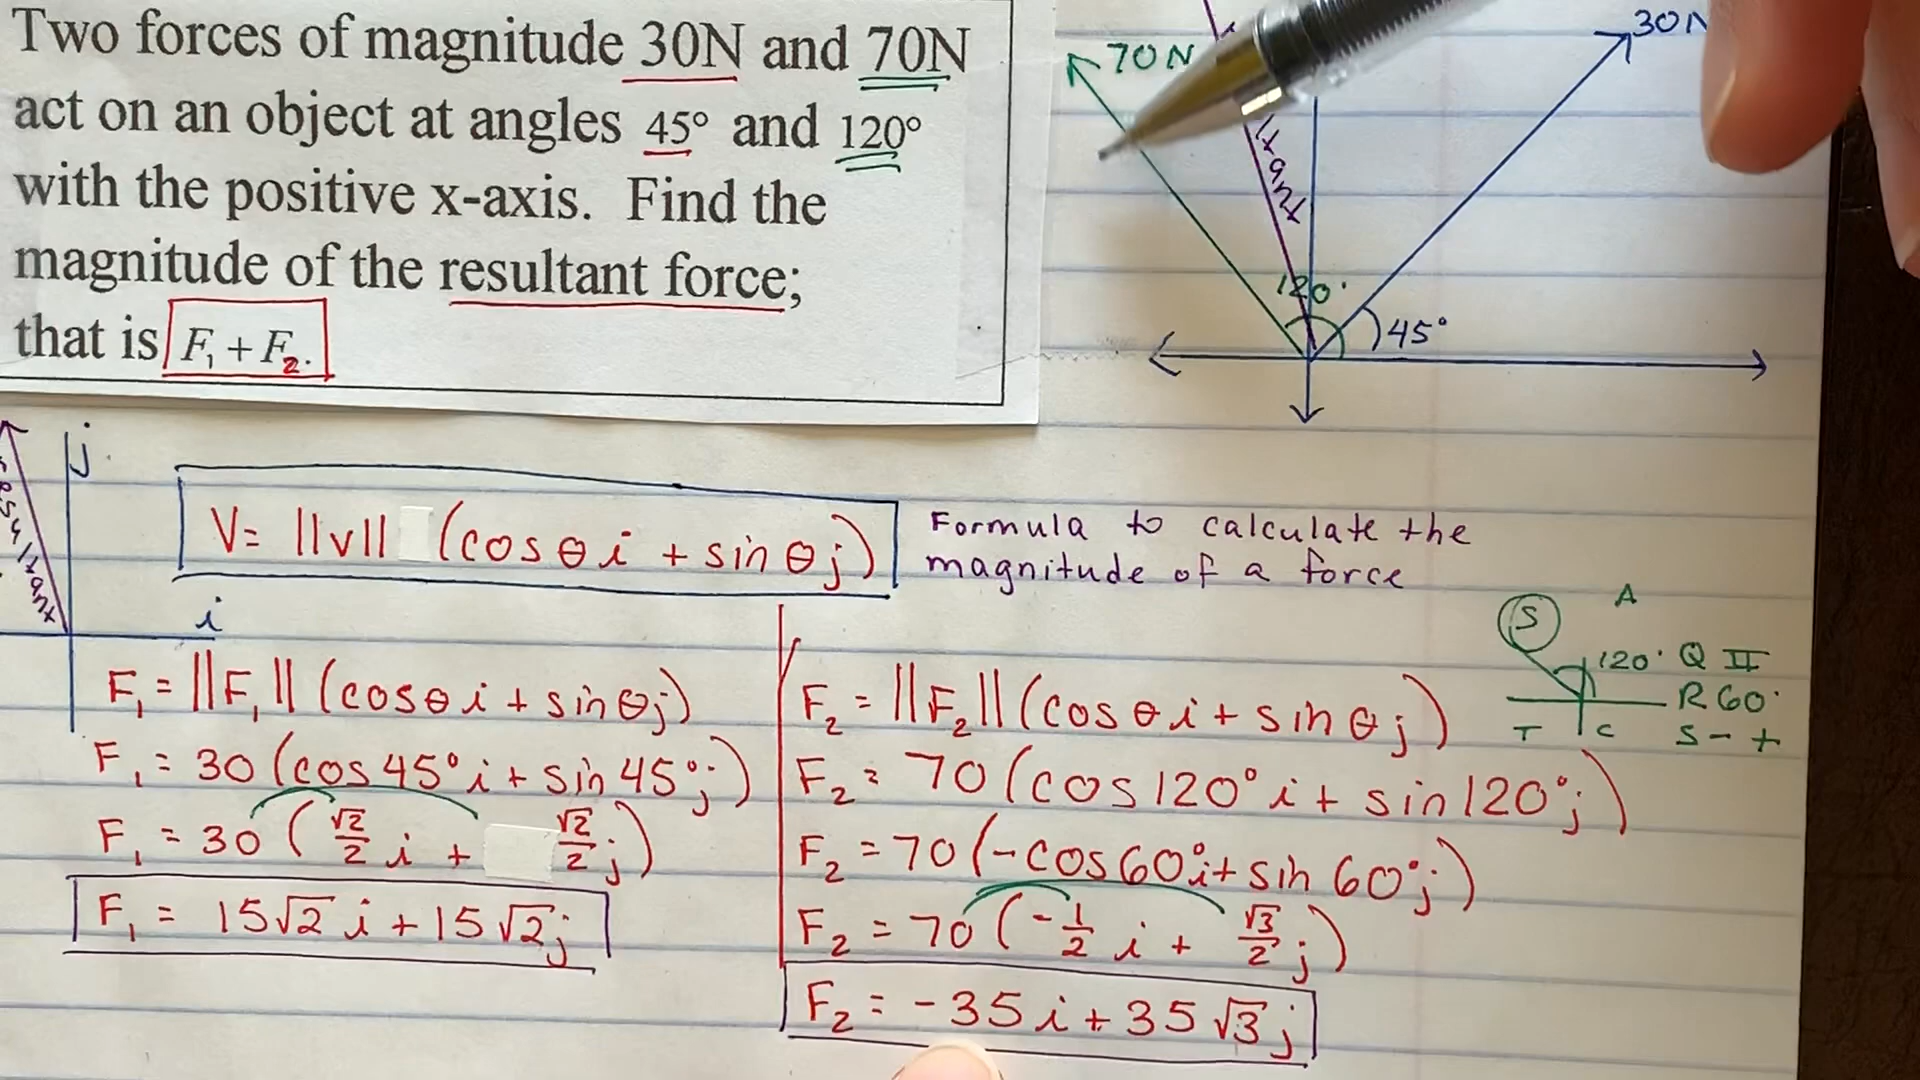 Two forces of magnitude 30N and 70N
act on an object at angles 45° and 120°
with the positive x-axis. Find the
magnitude of the resultant force;
that is F₁ + F₂.
70 N
30 N
120°
45°
j
i
V = ||v|| (cos θ i + sin θ j)
Formula to calculate the
magnitude of a force
F₁ = ||F₁|| (cos θ i + sin θ j)
F₁ = 30 (cos 45° i + sin 45° j)
F₁ = 30 (√2/2 i + √2/2 j)
F₁ = 15√2 i + 15√2 j
F₂ = ||F₂|| (cos θ i + sin θ j)
F₂ = 70 (cos 120° i + sin 120° j)
F₂ = 70 (-cos 60° i + sin 60° j)
F₂ = 70 (-1/2 i + √3/2 j)
F₂ = -35 i + 35√3 j
S A
120° Q II
R 60°
T C S - +